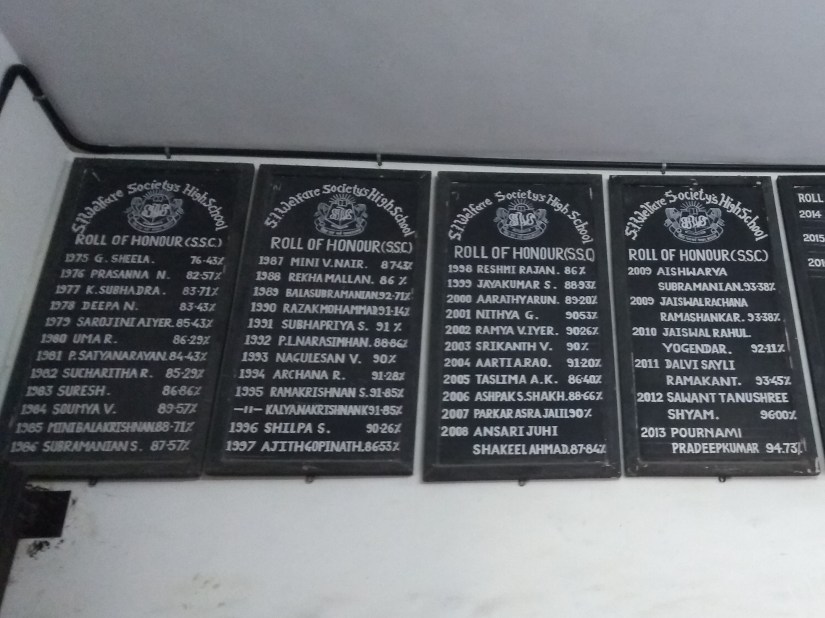 S.I.Welfare Society's High School
ROLL OF HONOUR (S.S.C.)
1975 G. SHEELA. 76-43%
1976 PRASANNA N. 82-57%
1977 K.SUBHADRA. 83-71%
1978 DEEPA N. 83-43%
1979 SAROJINI AIYER. 85-43%
1980 UMA R. 86-29%
1981 P.SATYANARAYAN. 84-43%
1982 SUCHARITHA R. 85-29%
1983 SURESH. 86-86%
1984 SOUMYA V. 89-57%
1985 MINI BALAKRISHNAN. 88-71%
1986 SUBRAMANIAN S. 87-57%
S.I.Welfare Society's High School
ROLL OF HONOUR (S.S.C)
1987 MINI V.NAIR. 87-43%
1988 REKHA MALLAN. 86 %
1989 BALASUBRAMANIAN. 92-71%
1990 RAZAK MOHAMMAD. 91-14%
1991 SUBHAPRIYA S. 91 %
1992 P.L.NARASIMHAN. 88-86%
1993 NAGULESAN V. 90%
1994 ARCHANA R. 91-28%
1995 RAMAKRISHNAN S. 91-85%
—11— KALYANAKRISHNAN K 91-85%
1996 SHILPA S. 90-26%
1997 AJITH GOPINATH. 86-53%
S.I.Welfare Society's High School
ROLL OF HONOUR (S.S.C)
1998 RESHMI RAJAN. 86%
1999 JAYAKUMAR S. 88-93%
2000 AARATHY ARUN. 89-20%
2001 NITHYA G. 90-53%
2002 RAMYA V.IYER. 90-26%
2003 SRIKANTH V. 90%
2004 AARTI A.RAO. 91-20%
2005 TASLIMA A.K. 86-40%
2006 ASHPAK S.SHAKH. 88-66%
2007 PARKAR ASRA JALIL 90%
2008 ANSARI JUHI
SHAKEEL AHMAD. 87-84%
S.I.Welfare Society's High School
ROLL OF HONOUR (S.S.C)
2009 AISHWARYA
SUBRAMANIAN. 93-38%
2009 JAISWAL RACHANA
RAMASHANKAR. 93-38%
2010 JAISWAL RAHUL
YOGENDAR. 92-11%
2011 DALVI SAYLI
RAMAKANT. 93-45%
2012 SAWANT TANUSHREE
SHYAM. 96-00%
2013 POURNAMI
PRADEEPKUMAR 94.73%
ROLL
2014
2015